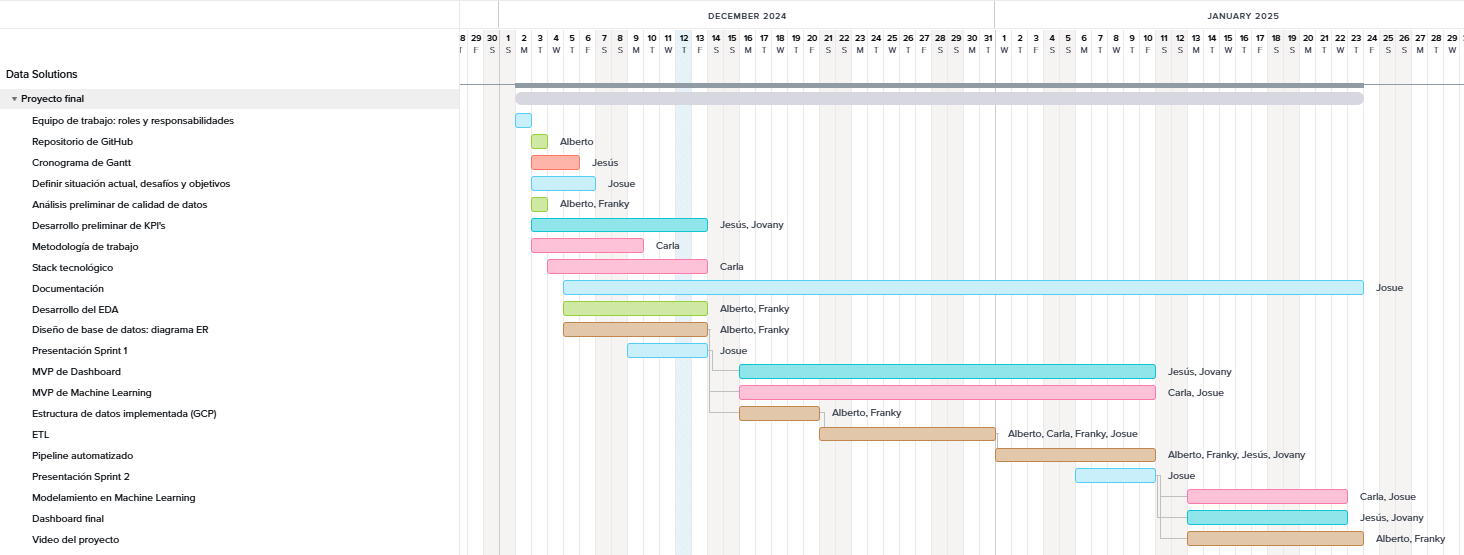 DECEMBER 2024 JANUARY 2025
28 29 30 1 2 3 4 5 6 7 8 9 10 11 12 13 14 15 16 17 18 19 20 21 22 23 24 25 26 27 28 29 30 31 1 2 3 4 5 6 7 8 9 10 11 12 13 14 15 16 17 18 19 20 21 22 23 24 25 26 27 28 29
T F S S M T W T F S S M T W T F S S M T W T F S S M T W T F S S M T W T F S S M T W T F S S M T W T F S S M T W T F S S M T W
Data Solutions
Proyecto final
Equipo de trabajo: roles y responsabilidades
Repositorio de GitHub Alberto
Cronograma de Gantt Jesús
Definir situación actual, desafíos y objetivos Josue
Análisis preliminar de calidad de datos Alberto, Franky
Desarrollo preliminar de KPI's Jesús, Jovany
Metodología de trabajo Carla
Stack tecnológico Carla
Documentación Josue
Desarrollo del EDA Alberto, Franky
Diseño de base de datos: diagrama ER Alberto, Franky
Presentación Sprint 1 Josue
MVP de Dashboard Jesús, Jovany
MVP de Machine Learning Carla, Josue
Estructura de datos implementada (GCP) Alberto, Franky
ETL Alberto, Carla, Franky, Josue
Pipeline automatizado Alberto, Franky, Jesús, Jovany
Presentación Sprint 2 Josue
Modelamiento en Machine Learning Carla, Josue
Dashboard final Jesús, Jovany
Video del proyecto Alberto, Franky